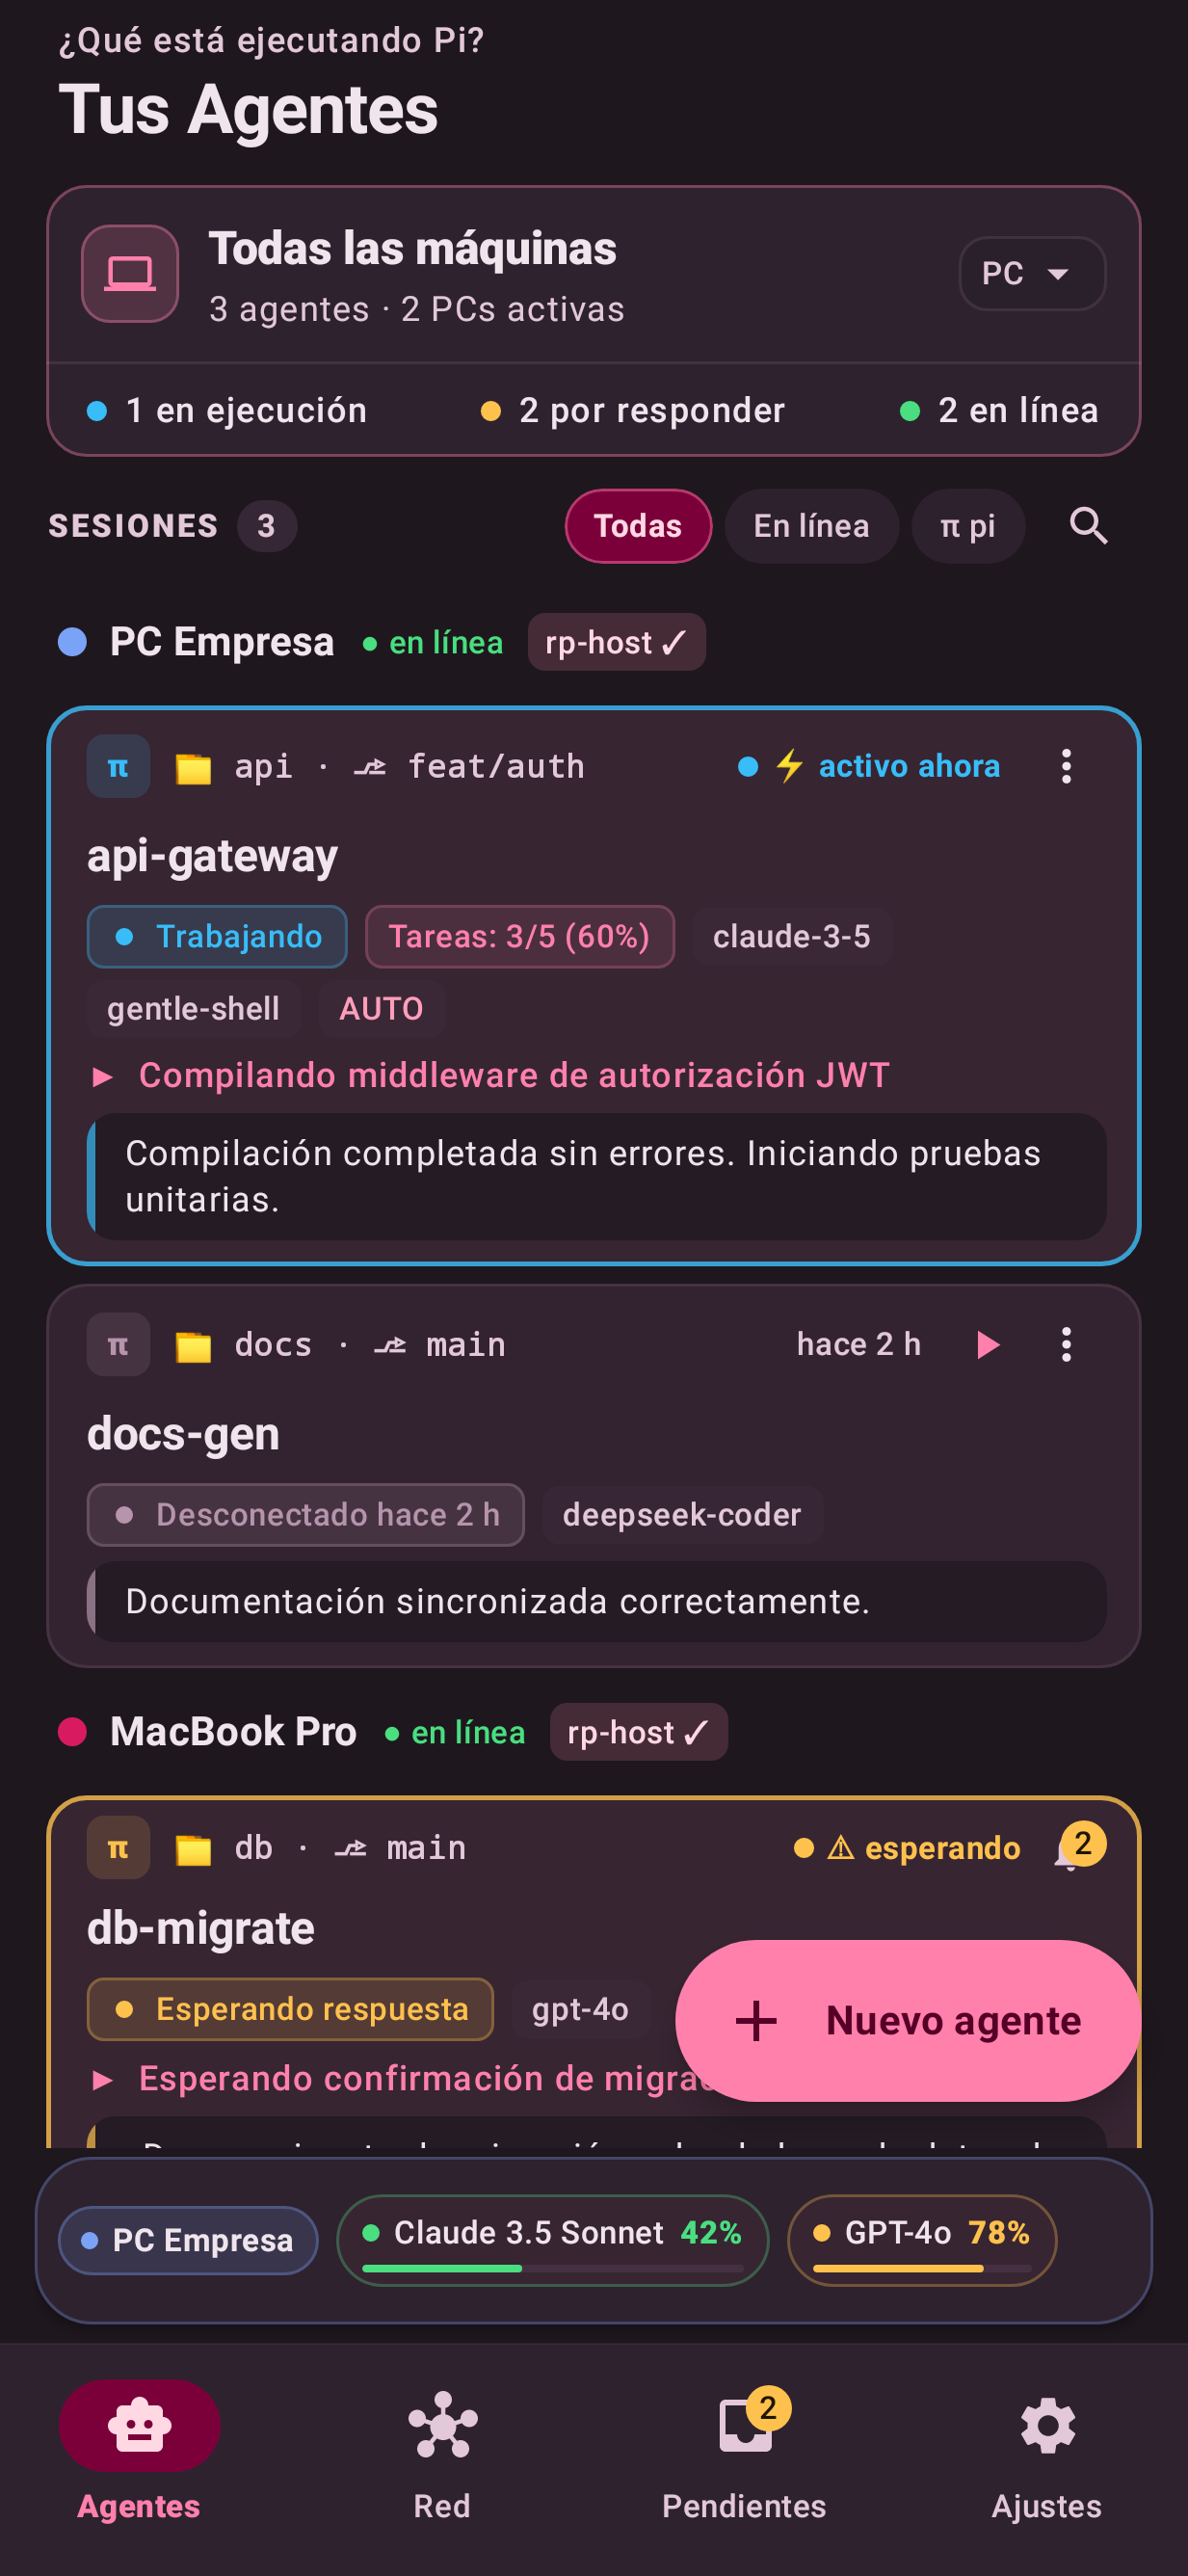 ¿Qué está ejecutando Pi?
Tus Agentes
Todas las máquinas
3 agentes · 2 PCs activas
PC
1 en ejecución
2 por responder
2 en línea
SESIONES 3
Todas
En línea
π pi
PC Empresa
en línea
rp-host ✓
π
api · feat/auth
⚡ activo ahora
api-gateway
Trabajando
Tareas: 3/5 (60%)
claude-3-5
gentle-shell
AUTO
► Compilando middleware de autorización JWT
Compilación completada sin errores. Iniciando pruebas
unitarias.
π
docs · main
hace 2 h
docs-gen
Desconectado hace 2 h
deepseek-coder
Documentación sincronizada correctamente.
MacBook Pro
en línea
rp-host ✓
π
db · main
⚠ esperando
2
db-migrate
Esperando respuesta
gpt-4o
+ Nuevo agente
► Esperando confirmación de
PC Empresa
Claude 3.5 Sonnet 42%
GPT-4o 78%
2
Agentes
Red
Pendientes
Ajustes